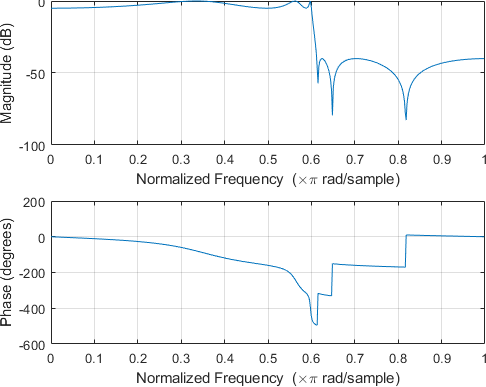 0
-50
-100
Magnitude (dB)
0 0.1 0.2 0.3 0.4 0.5 0.6 0.7 0.8 0.9 1
Normalized Frequency (×π rad/sample)
200
0
-200
-400
-600
Phase (degrees)
0 0.1 0.2 0.3 0.4 0.5 0.6 0.7 0.8 0.9 1
Normalized Frequency (×π rad/sample)